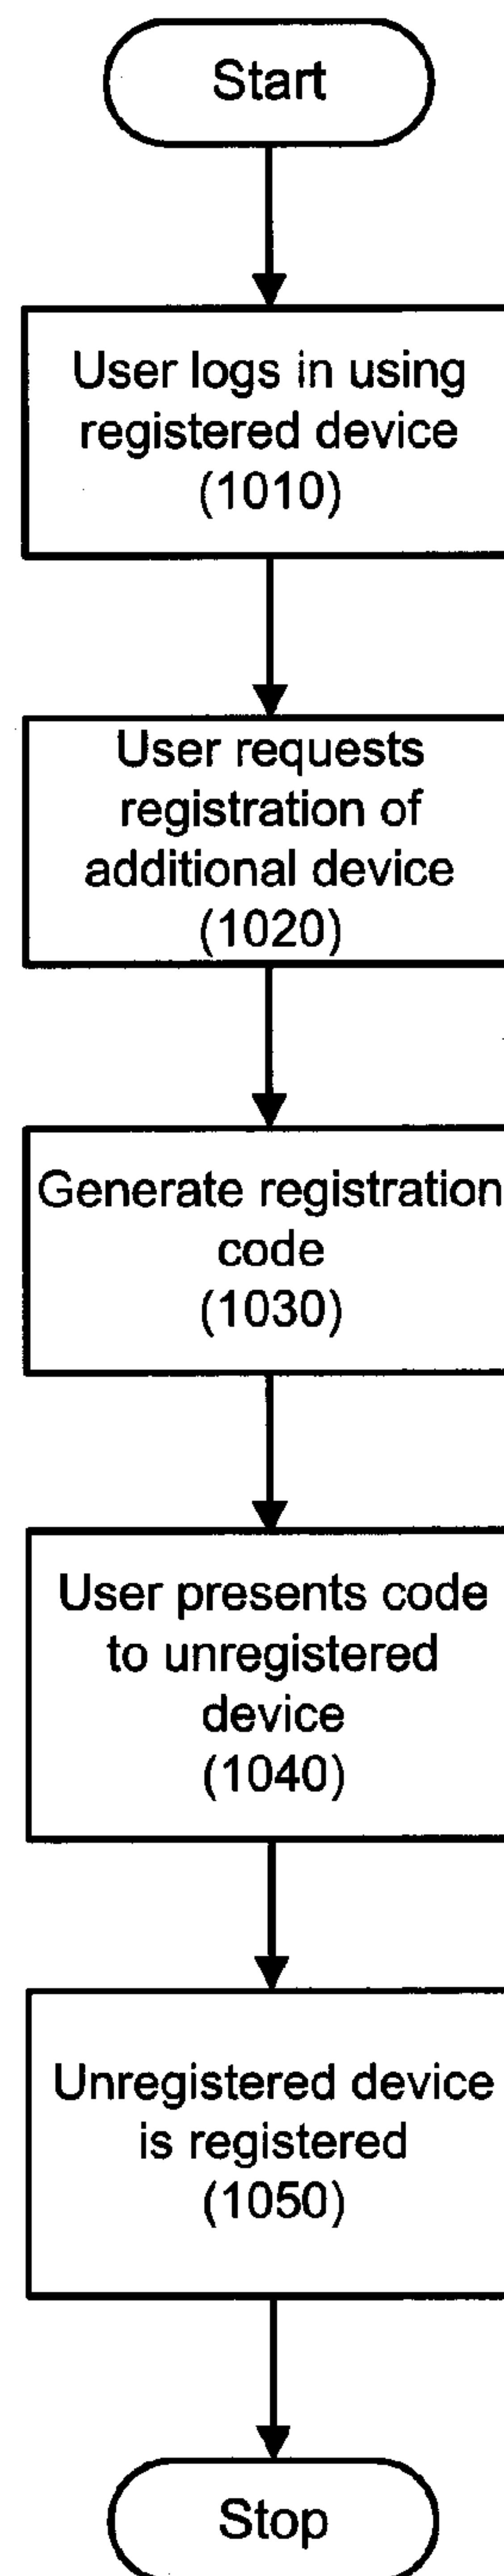 Start
User logs in using
registered device
(1010)
User requests
registration of
additional device
(1020)
Generate registration
code
(1030)
User presents code
to unregistered
device
(1040)
Unregistered device
is registered
(1050)
Stop